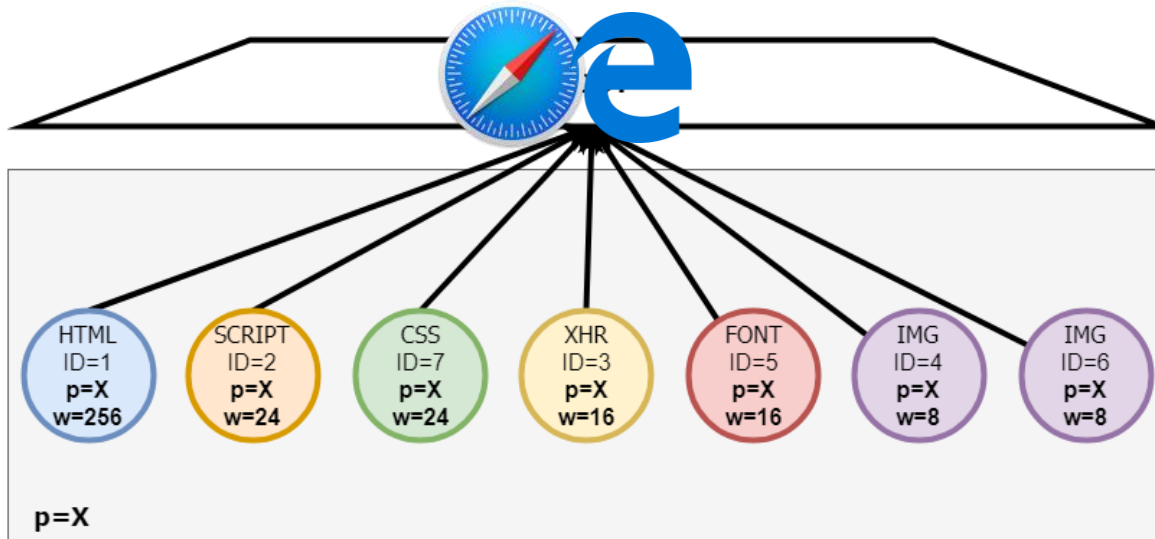 HTML
ID=1
p=X
w=256
SCRIPT
ID=2
p=X
w=24
CSS
ID=7
p=X
w=24
XHR
ID=3
p=X
w=16
FONT
ID=5
p=X
w=16
IMG
ID=4
p=X
w=8
IMG
ID=6
p=X
w=8
p=X